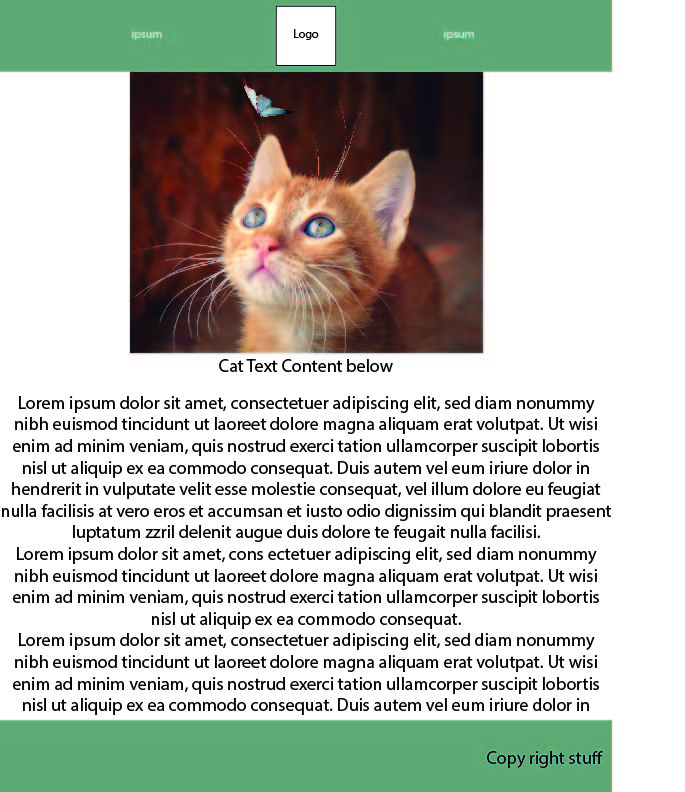 ipsum Logo ipsum
Cat Text Content below
Lorem ipsum dolor sit amet, consectetuer adipiscing elit, sed diam nonummy
nibh euismod tincidunt ut laoreet dolore magna aliquam erat volutpat. Ut wisi
enim ad minim veniam, quis nostrud exerci tation ullamcorper suscipit lobortis
nisl ut aliquip ex ea commodo consequat. Duis autem vel eum iriure dolor in
hendrerit in vulputate velit esse molestie consequat, vel illum dolore eu feugiat
nulla facilisis at vero eros et accumsan et iusto odio dignissim qui blandit praesent
luptatum zzril delenit augue duis dolore te feugait nulla facilisi.
Lorem ipsum dolor sit amet, cons ectetuer adipiscing elit, sed diam nonummy
nibh euismod tincidunt ut laoreet dolore magna aliquam erat volutpat. Ut wisi
enim ad minim veniam, quis nostrud exerci tation ullamcorper suscipit lobortis
nisl ut aliquip ex ea commodo consequat.
Lorem ipsum dolor sit amet, consectetuer adipiscing elit, sed diam nonummy
nibh euismod tincidunt ut laoreet dolore magna aliquam erat volutpat. Ut wisi
enim ad minim veniam, quis nostrud exerci tation ullamcorper suscipit lobortis
nisl ut aliquip ex ea commodo consequat. Duis autem vel eum iriure dolor in
Copy right stuff